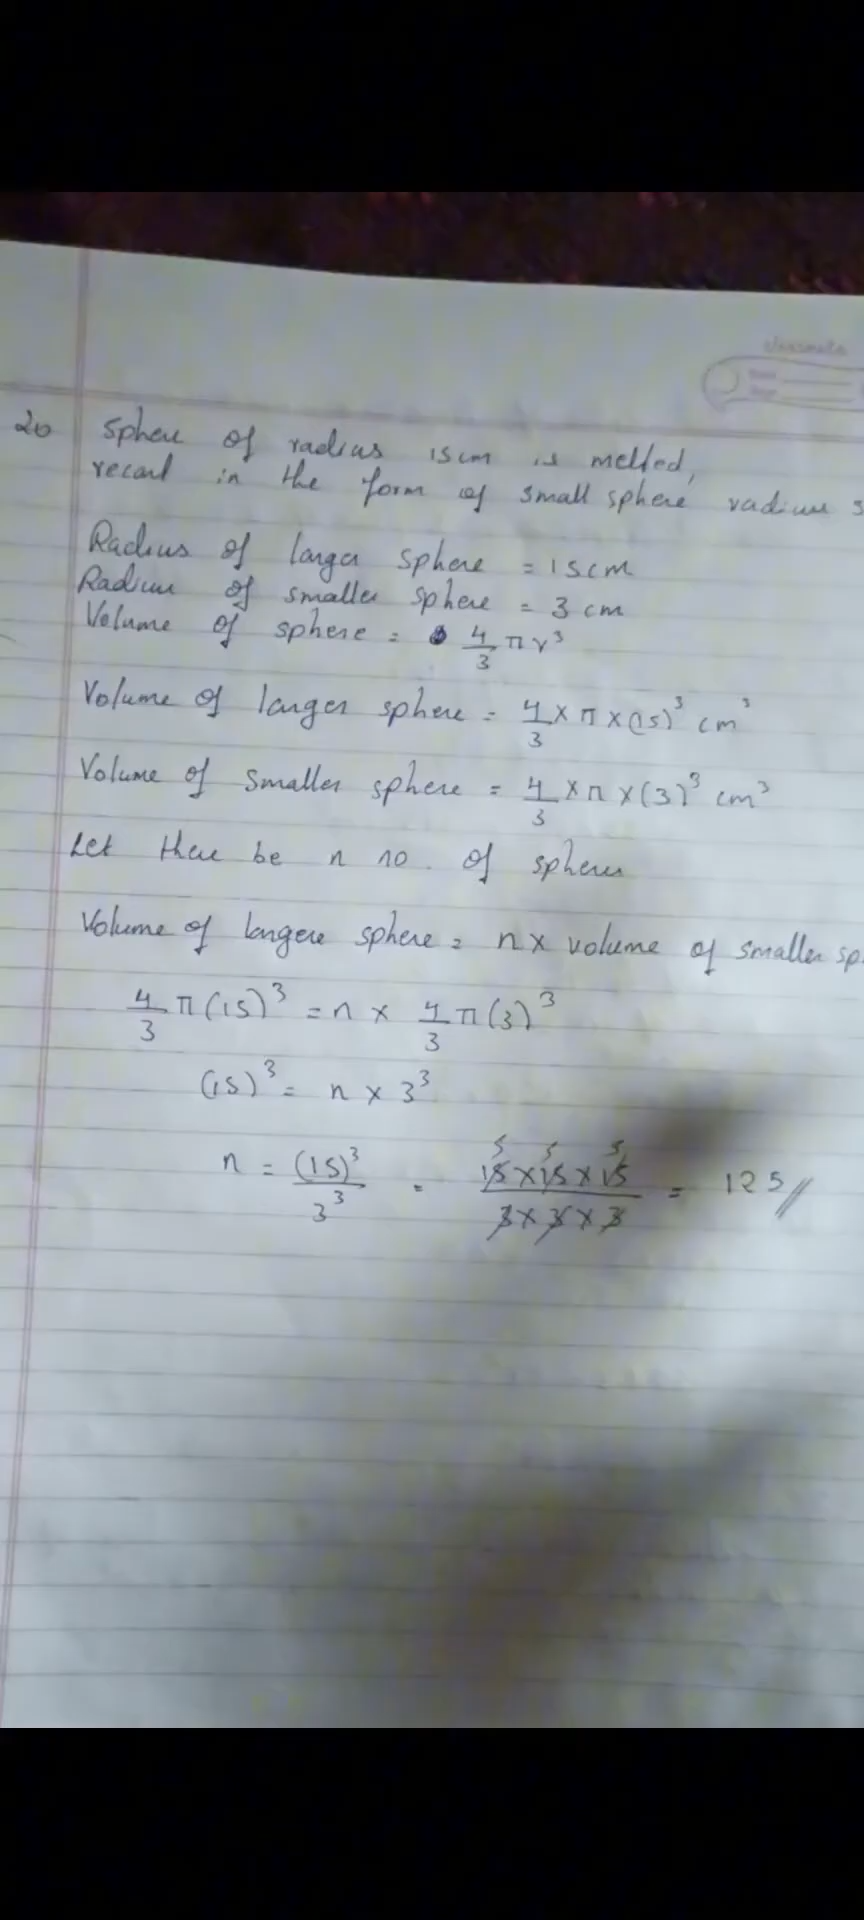 20 Sphere of radius 15cm is melted,
recast in the form of small sphere radius 3
Radius of larger sphere = 15cm
Radius of smaller sphere = 3 cm
Volume of sphere = 4/3 πr³
Volume of larger sphere = 4/3 × π × (15)³ cm³
Volume of smaller sphere = 4/3 × π × (3)³ cm³
Let there be n no. of spheres
Volume of largere sphere = n × volume of smaller sp
4/3 π(15)³ = n × 4/3 π(3)³
(15)³ = n × 3³
n = (15)³/3³ = 15×15×15/3×3×3 = 125//
5 5 5